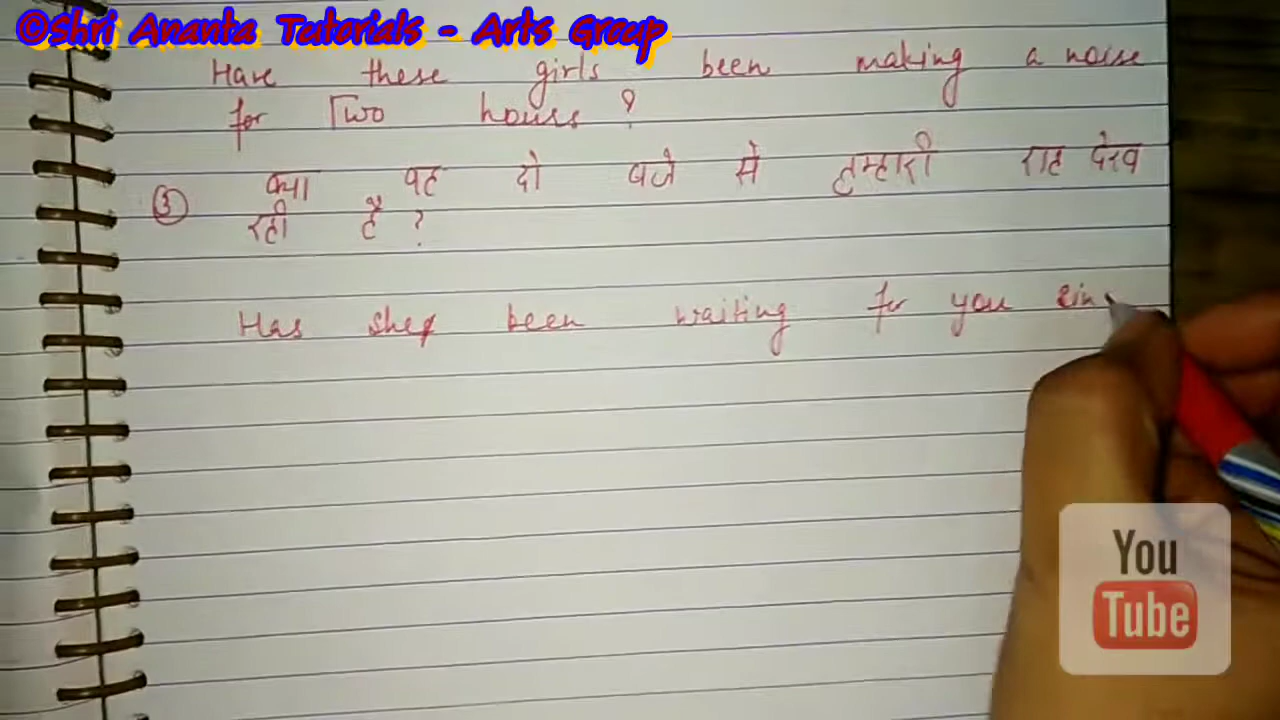 ©Shri Ananta Tutorials - Arts Group
Have these girls been making a noise
for Two hours ?
③ क्या वह दो बजे से तुम्हारी राह देख
रही है ?
Has she been waiting for you sin
You
Tube